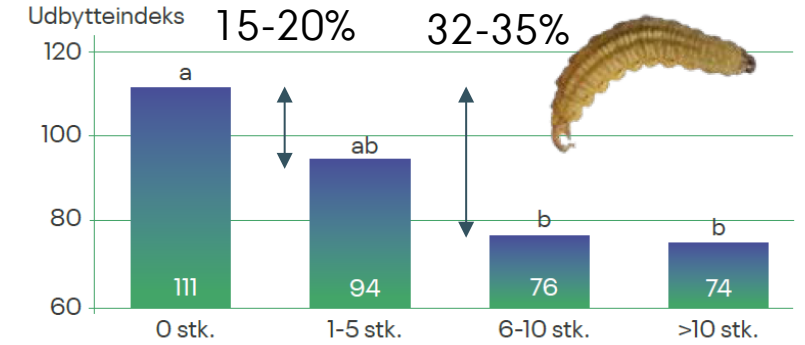 Udbytteindeks
15-20%
32-35%
120
100
80
60
a
ab
b
b
111
94
76
74
0 stk.
1-5 stk.
6-10 stk.
>10 stk.